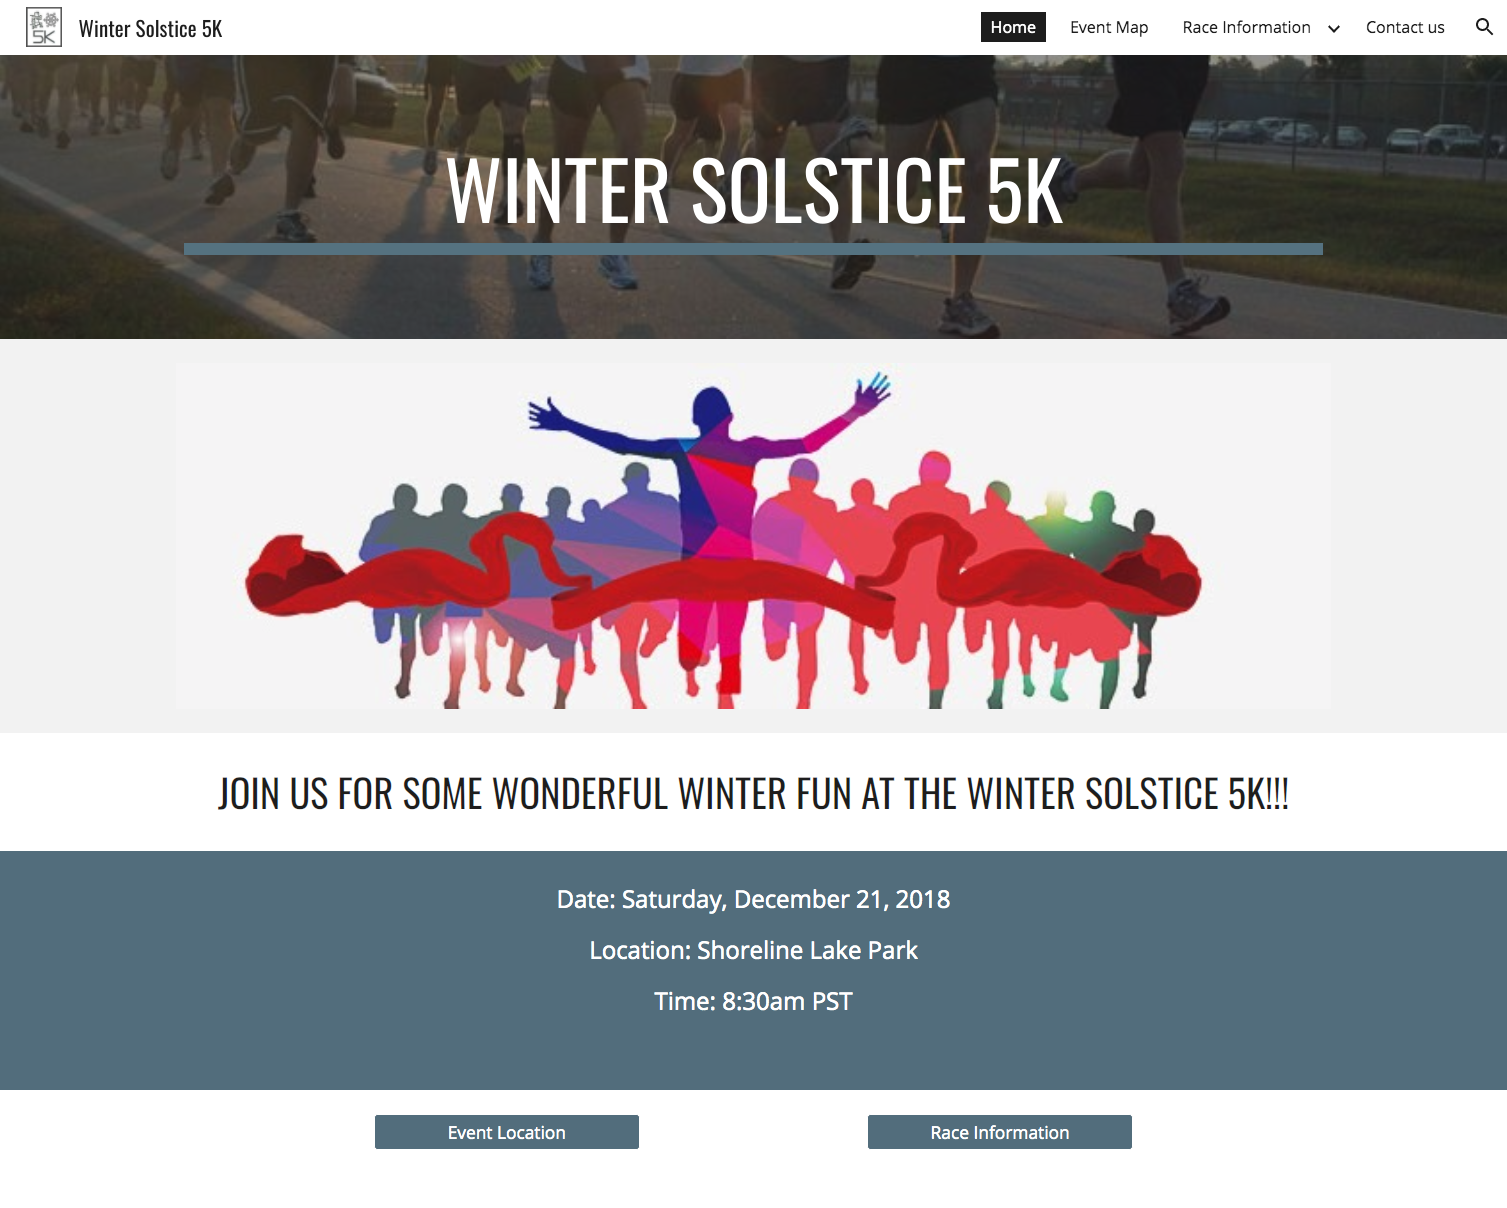 5K
Winter Solstice 5K
Home
Event Map
Race Information
Contact us
WINTER SOLSTICE 5K
JOIN US FOR SOME WONDERFUL WINTER FUN AT THE WINTER SOLSTICE 5K!!!
Date: Saturday, December 21, 2018
Location: Shoreline Lake Park
Time: 8:30am PST
Event Location
Race Information